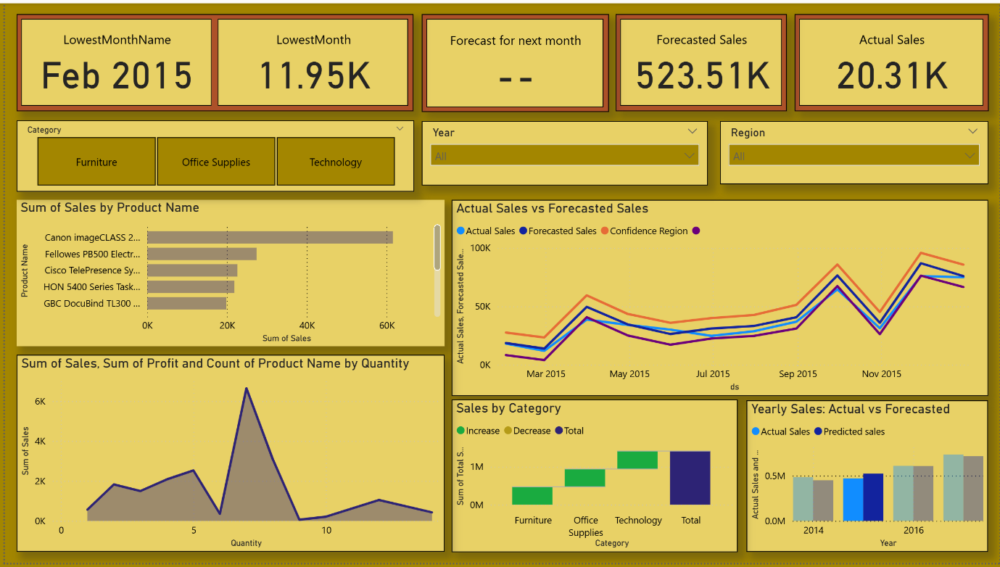 LowestMonthName
Feb 2015
LowestMonth
11.95K
Forecast for next month
--
Forecasted Sales
523.51K
Actual Sales
20.31K
Category
Furniture
Office Supplies
Technology
Year
All
Region
All
Sum of Sales by Product Name
Product Name
Canon imageCLASS 2...
Fellowes PB500 Electr...
Cisco TelePresence Sy...
HON 5400 Series Task...
GBC DocuBind TL300 ...
0K 20K 40K 60K
Sum of Sales
Actual Sales vs Forecasted Sales
Actual Sales Forecasted Sales Confidence Region
Actual Sales, Forecasted Sale...
100K
50K
0K
Mar 2015 May 2015 Jul 2015 Sep 2015 Nov 2015
ds
Sum of Sales, Sum of Profit and Count of Product Name by Quantity
Sum of Sales
6K
4K
2K
0K
0 5 10
Quantity
Sales by Category
Increase Decrease Total
Sum of Total S...
1M
0M
Furniture Office Technology Total
Supplies
Category
Yearly Sales: Actual vs Forecasted
Actual Sales Predicted sales
Actual Sales and ...
0.5M
0.0M
2014 2016
Year